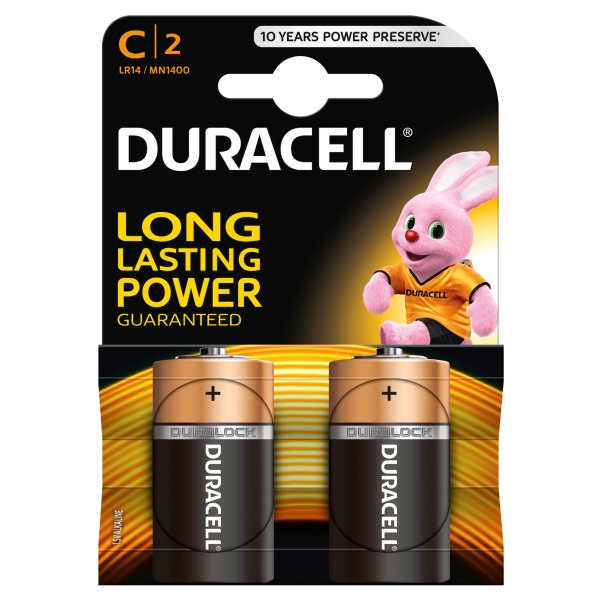 C|2
LR14 / MN1400
10 YEARS POWER PRESERVE*
DURACELL®
LONG
LASTING
POWER
GUARANTEED
DURACELL
+
DURALOCK
DURACELL
1.5V ALKALINE
+
DURALOCK
DURACELL